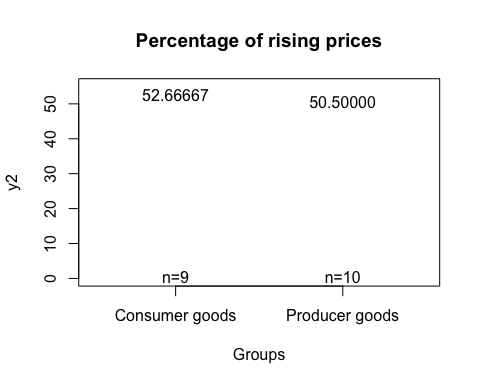 Percentage of rising prices
52.66667
50.50000
50
40
30
20
10
0
y2
n=9
n=10
Consumer goods
Producer goods
Groups